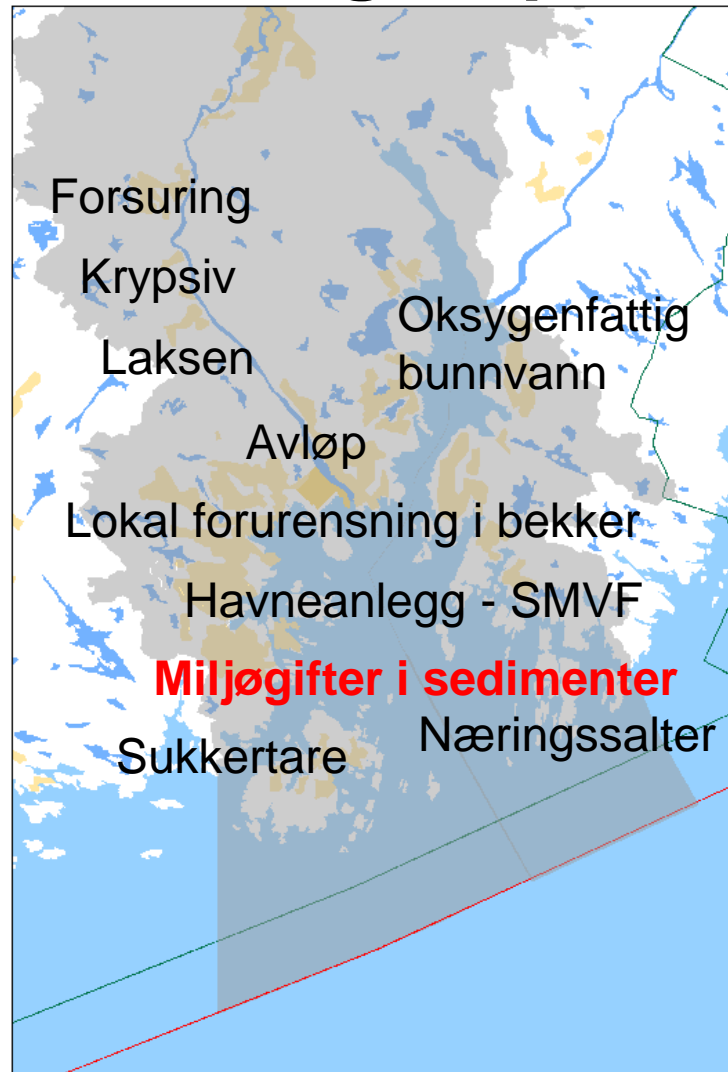 Forsuring
Krypsiv
Laksen
Oksygenfattig
bunnvann
Avløp
Lokal forurensning i bekker
Havneanlegg - SMVF
Miljøgifter i sedimenter
Sukkertare
Næringssalter